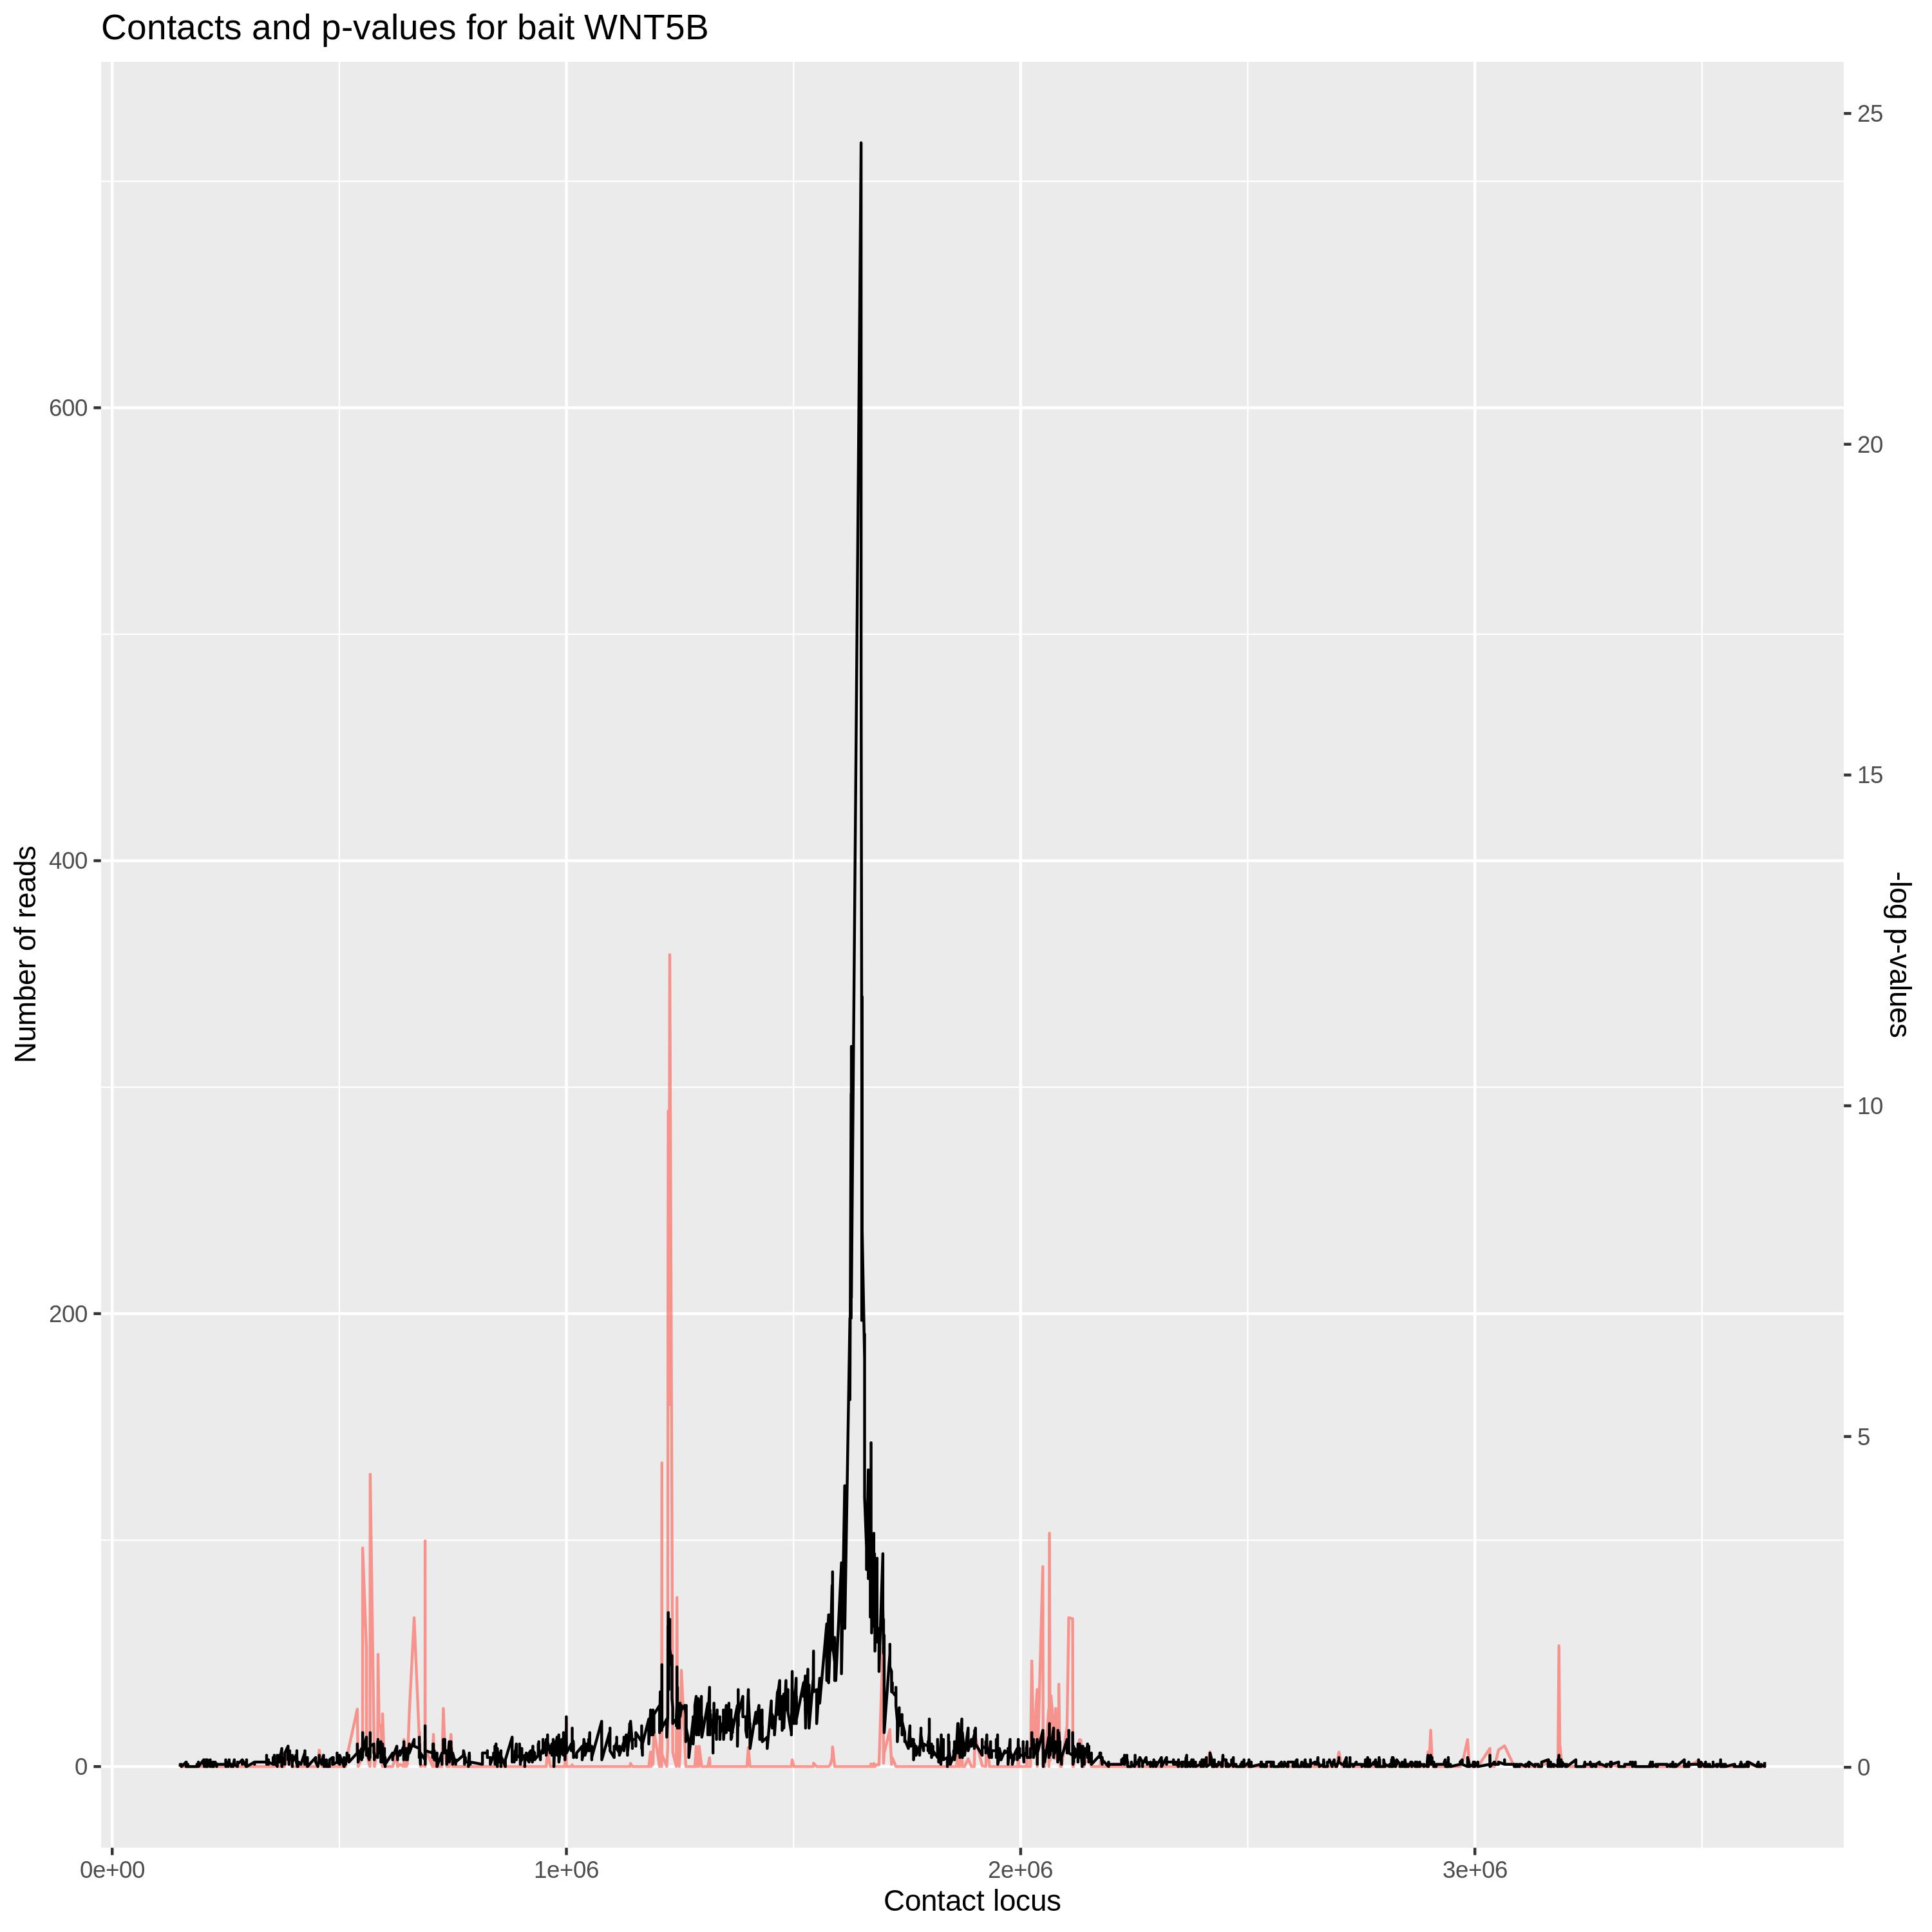 Contacts and p-values for bait WNT5B
Number of reads
600
400
200
0
25
20
15
10
5
0
-log p-values
0e+00 1e+06 2e+06 3e+06
Contact locus